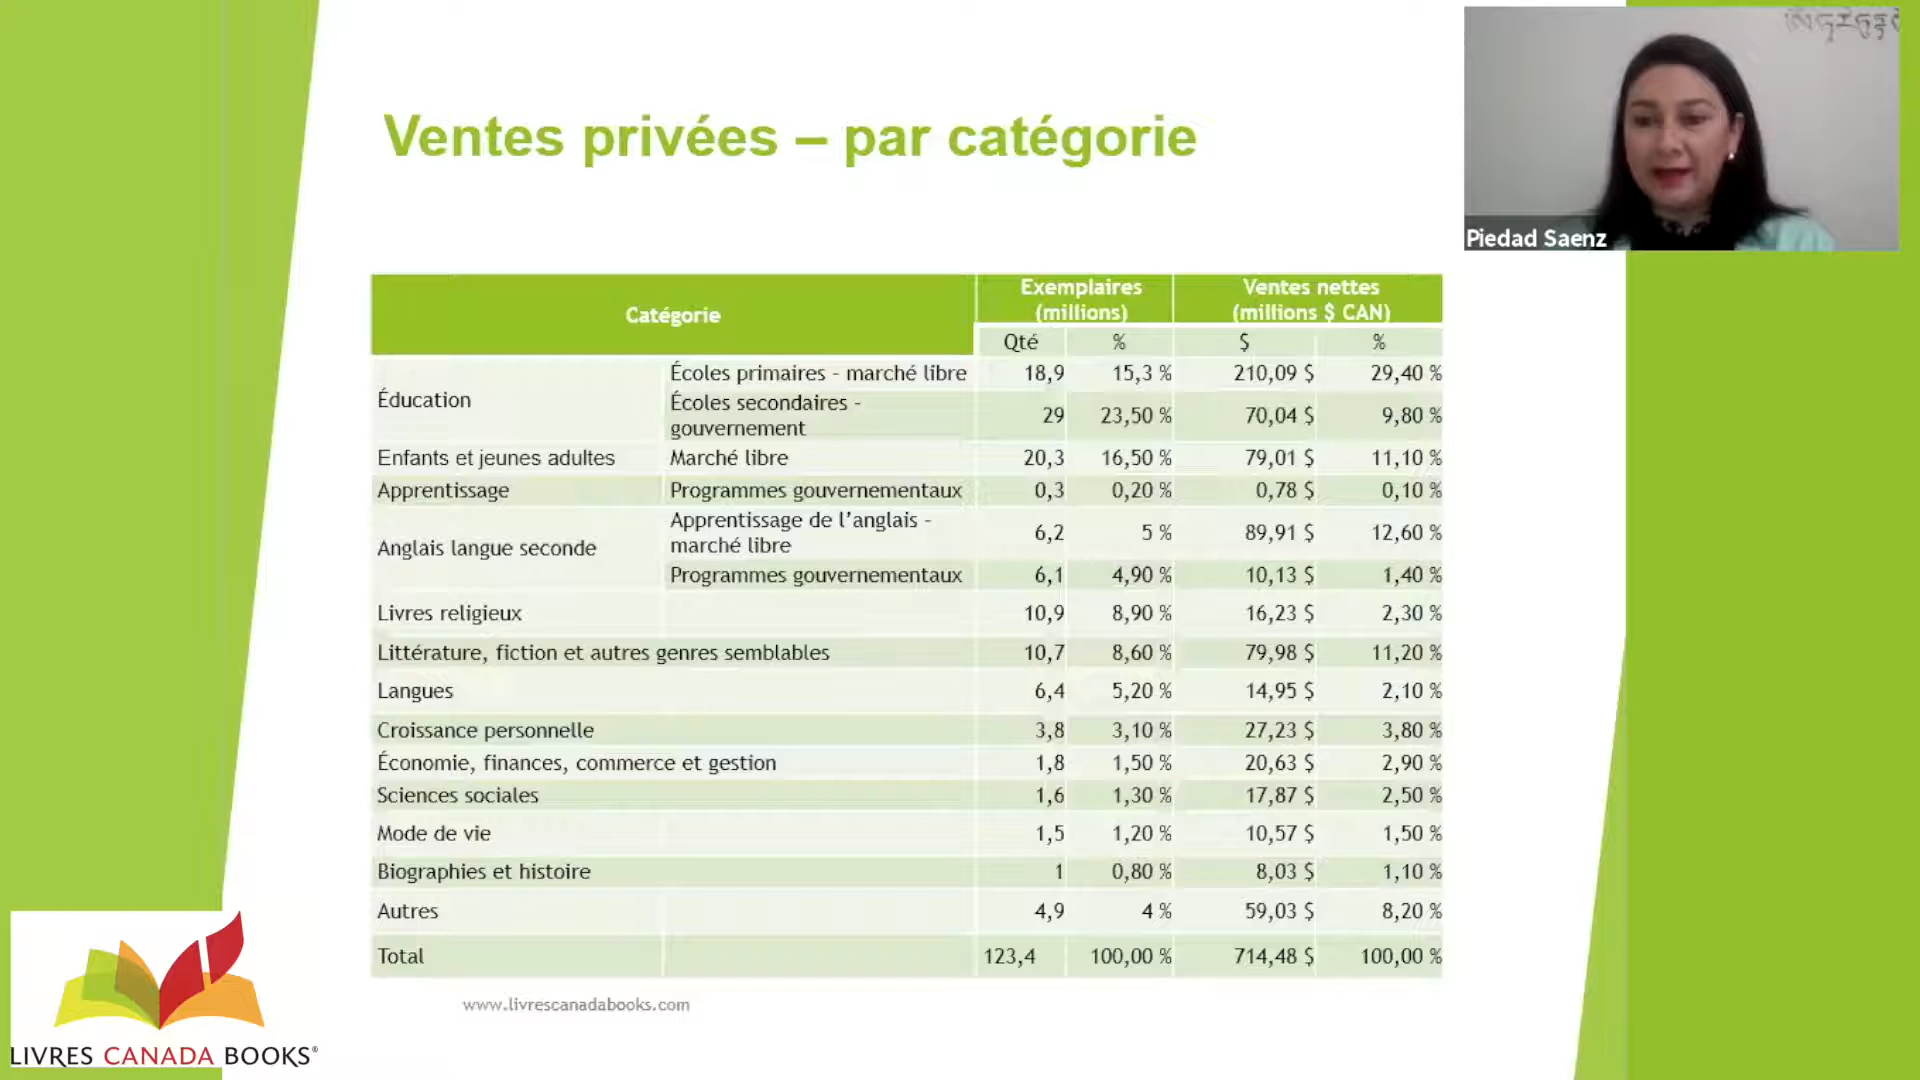 Ventes privées – par catégorie
Piedad Saenz
Catégorie
Exemplaires
(millions)
Ventes nettes
(millions $ CAN)
Qté % $ %
Éducation
Écoles primaires - marché libre 18,9 15,3 % 210,09 $ 29,40 %
Écoles secondaires -
gouvernement
29 23,50 % 70,04 $ 9,80 %
Enfants et jeunes adultes Marché libre 20,3 16,50 % 79,01 $ 11,10 %
Apprentissage Programmes gouvernementaux 0,3 0,20 % 0,78 $ 0,10 %
Anglais langue seconde
Apprentissage de l’anglais -
marché libre
6,2 5 % 89,91 $ 12,60 %
Programmes gouvernementaux 6,1 4,90 % 10,13 $ 1,40 %
Livres religieux 10,9 8,90 % 16,23 $ 2,30 %
Littérature, fiction et autres genres semblables 10,7 8,60 % 79,98 $ 11,20 %
Langues 6,4 5,20 % 14,95 $ 2,10 %
Croissance personnelle 3,8 3,10 % 27,23 $ 3,80 %
Économie, finances, commerce et gestion 1,8 1,50 % 20,63 $ 2,90 %
Sciences sociales 1,6 1,30 % 17,87 $ 2,50 %
Mode de vie 1,5 1,20 % 10,57 $ 1,50 %
Biographies et histoire 1 0,80 % 8,03 $ 1,10 %
Autres 4,9 4 % 59,03 $ 8,20 %
Total 123,4 100,00 % 714,48 $ 100,00 %
www.livrescanadabooks.com
LIVRES CANADA BOOKS®